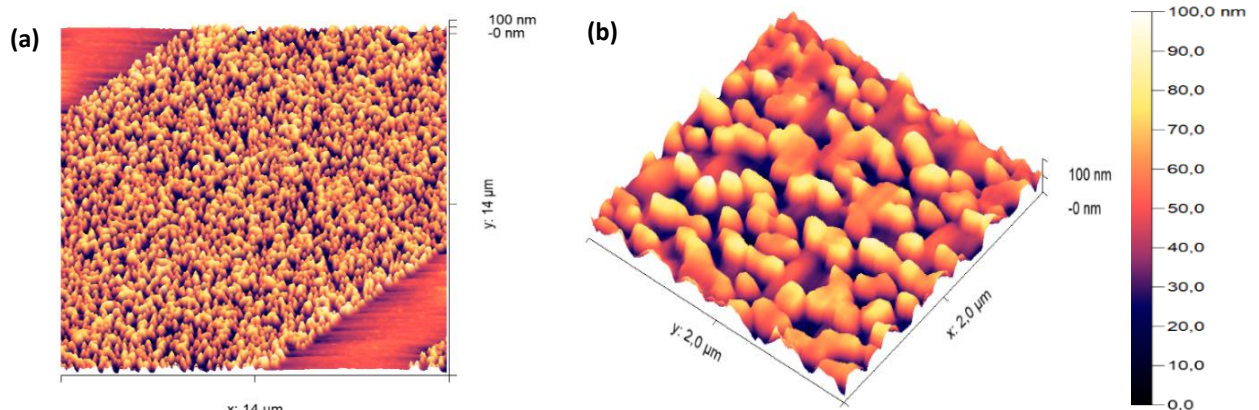 (a)
100 nm
-0 nm
y: 14 µm
x: 14 µm
(b)
100 nm
-0 nm
y: 2,0 µm
x: 2,0 µm
100,0 nm
90,0
80,0
70,0
60,0
50,0
40,0
30,0
20,0
10,0
0,0